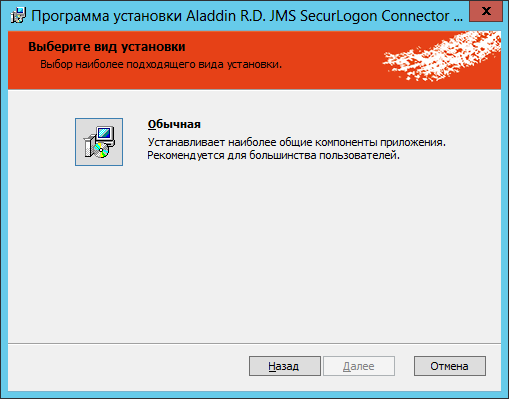 Программа установки Aladdin R.D. JMS SecurLogon Connector ...
Выберите вид установки
Выбор наиболее подходящего вида установки.
Обычная
Устанавливает наиболее общие компоненты приложения.
Рекомендуется для большинства пользователей.
Назад
Далее
Отмена